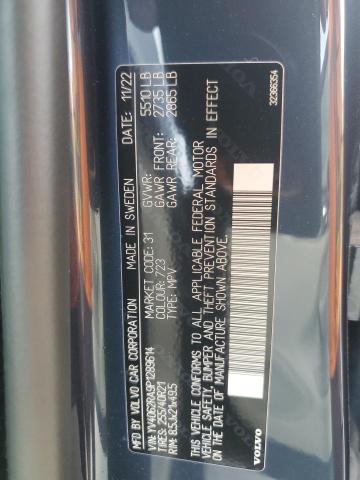 MFD BY VOLVO CAR CORPORATION MADE IN SWEDEN DATE: 11/22
VIN: YV4062RA9P1289614 MARKET CODE: 31 GVWR: 5510 LB
TIRES: 255/40R21 COLOUR: 723 GAWR FRONT: 2735 LB
RIM: 8.5Jx21x49.5 TYPE: MPV GAWR REAR: 2865 LB
THIS VEHICLE CONFORMS TO ALL APPLICABLE FEDERAL MOTOR
VEHICLE SAFETY, BUMPER AND THEFT PREVENTION STANDARDS IN EFFECT
ON THE DATE OF MANUFACTURE SHOWN ABOVE.
VOLVO 32366354